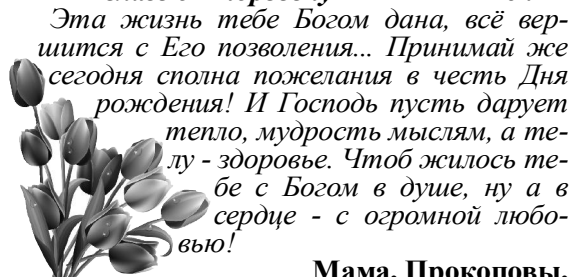 Эта жизнь тебе Богом дана, всё вер-
шится с Его позволения... Принимай же
сегодня сполна пожелания в честь Дня
рождения! И Господь пусть дарует
тепло, мудрость мыслям, а те-
лу - здоровье. Чтоб жилось те-
бе с Богом в душе, ну а в
сердце - с огромной любо-
вью!
Мама, Прокоповы.